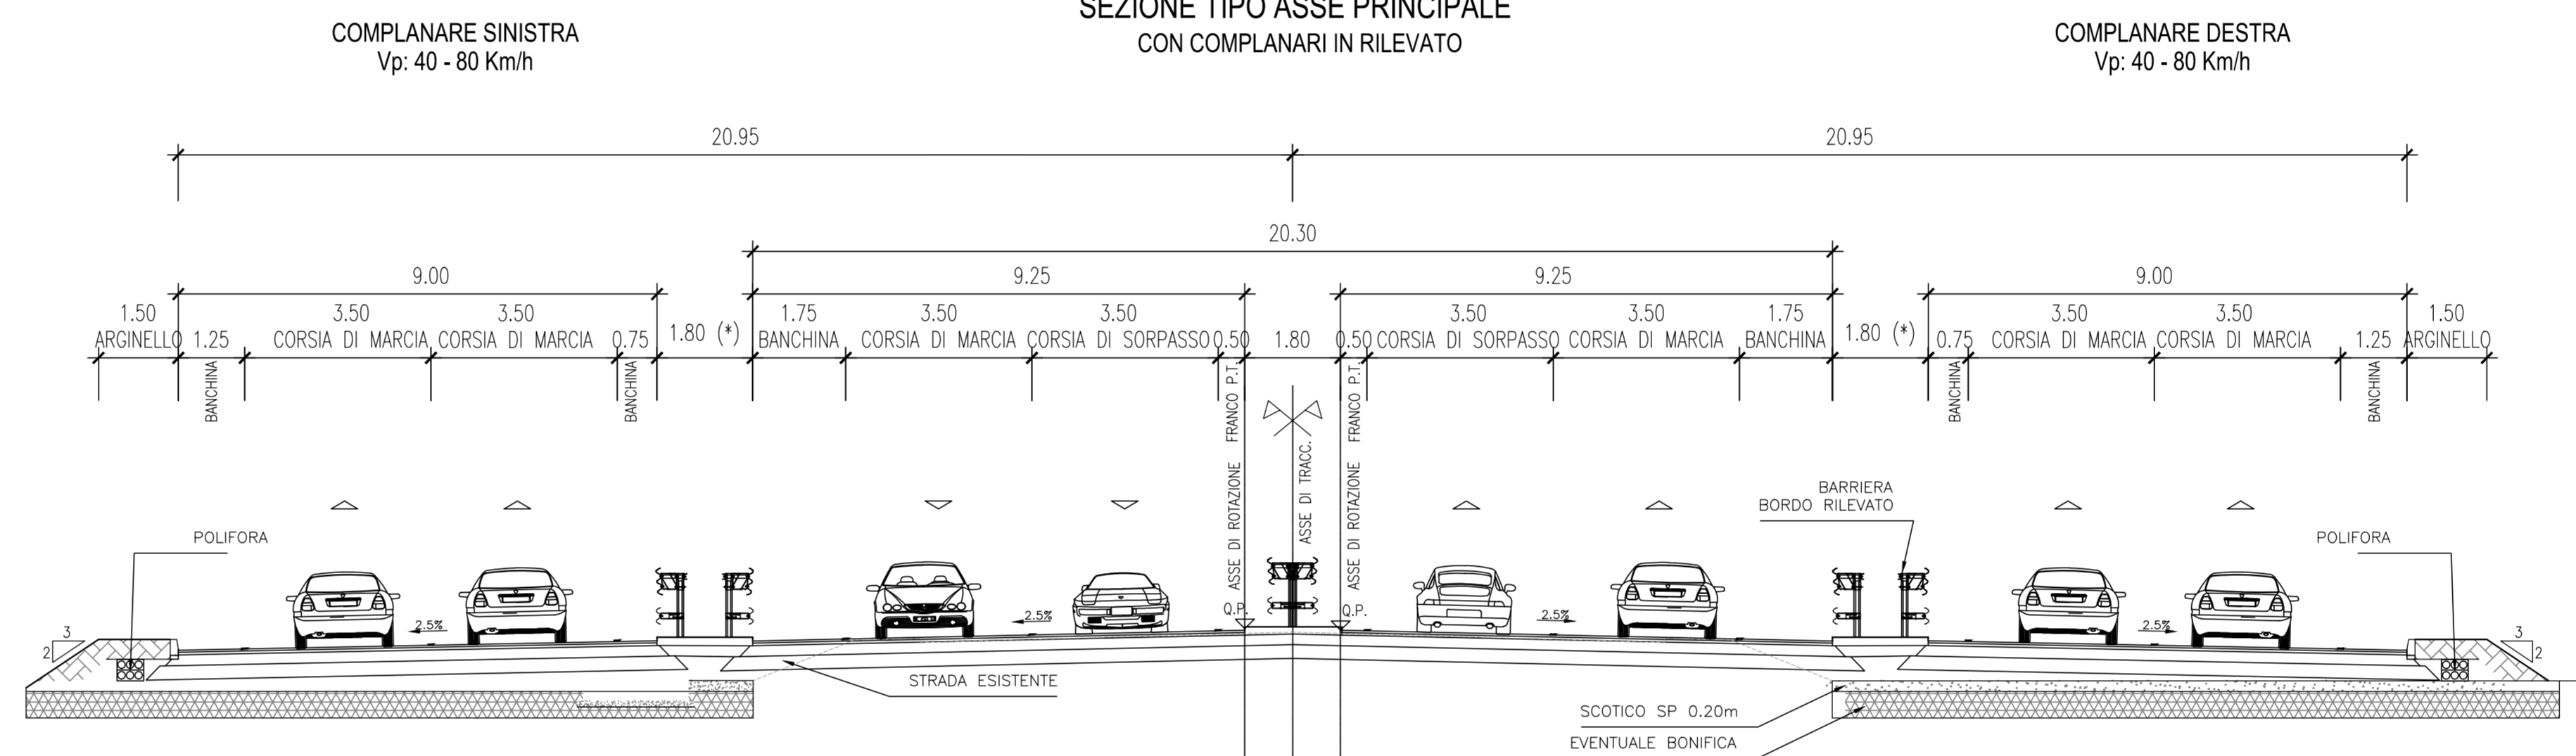 SEZIONE TIPO ASSE PRINCIPALE
CON COMPLANARI IN RILEVATO
COMPLANARE SINISTRA
Vp: 40 - 80 Km/h
COMPLANARE DESTRA
Vp: 40 - 80 Km/h
20.95
20.95
20.30
9.00
9.25
9.25
9.00
1.50
3.50
3.50
1.75
3.50
3.50
3.50
3.50
1.75
3.50
3.50
1.50
ARGINELLO
1.25
CORSIA DI MARCIA
CORSIA DI MARCIA
0.75
1.80 (*)
BANCHINA
CORSIA DI MARCIA
CORSIA DI SORPASSO
0.50
1.80
0.50
CORSIA DI SORPASSO
CORSIA DI MARCIA
BANCHINA
1.80 (*)
0.75
CORSIA DI MARCIA
CORSIA DI MARCIA
1.25
ARGINELLO
BANCHINA
BANCHINA
FRANCO P.T.
FRANCO P.T.
BANCHINA
BANCHINA
ASSE DI ROTAZIONE
ASSE DI TRACC.
ASSE DI ROTAZIONE
BARRIERA
BORDO RILEVATO
POLIFORA
POLIFORA
Q.P.
Q.P.
3
2
2.5%
2.5%
2.5%
2.5%
3
2
STRADA ESISTENTE
SCOTICO SP 0.20m
EVENTUALE BONIFICA